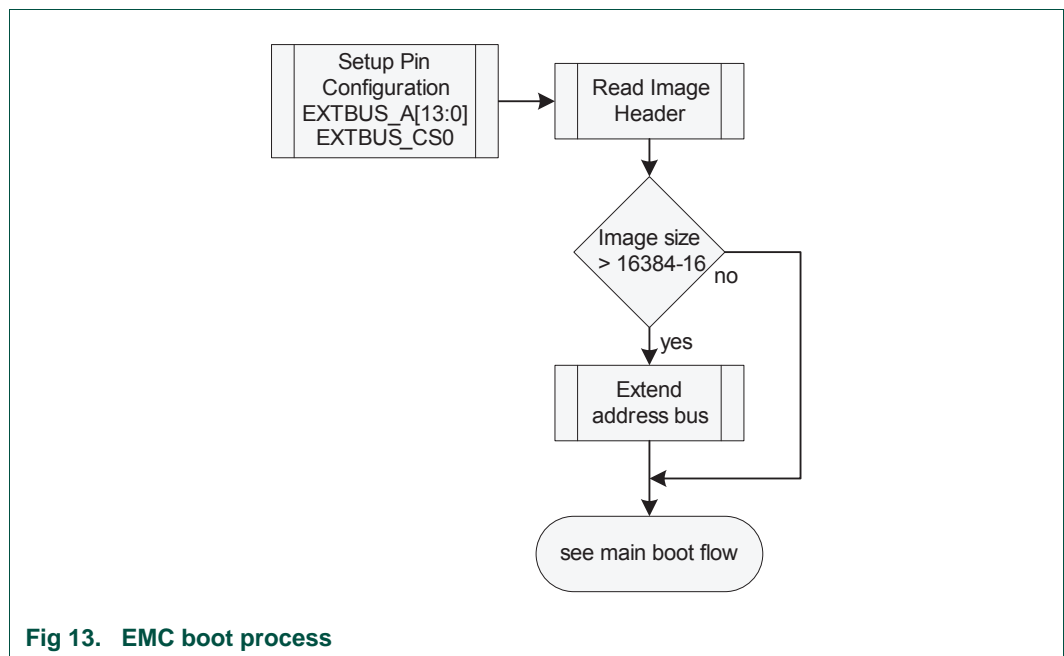 Setup Pin
Configuration
EXTBUS_A[13:0]
EXTBUS_CS0
Read Image
Header
Image size
> 16384-16
no
yes
Extend
address bus
see main boot flow
Fig 13. EMC boot process